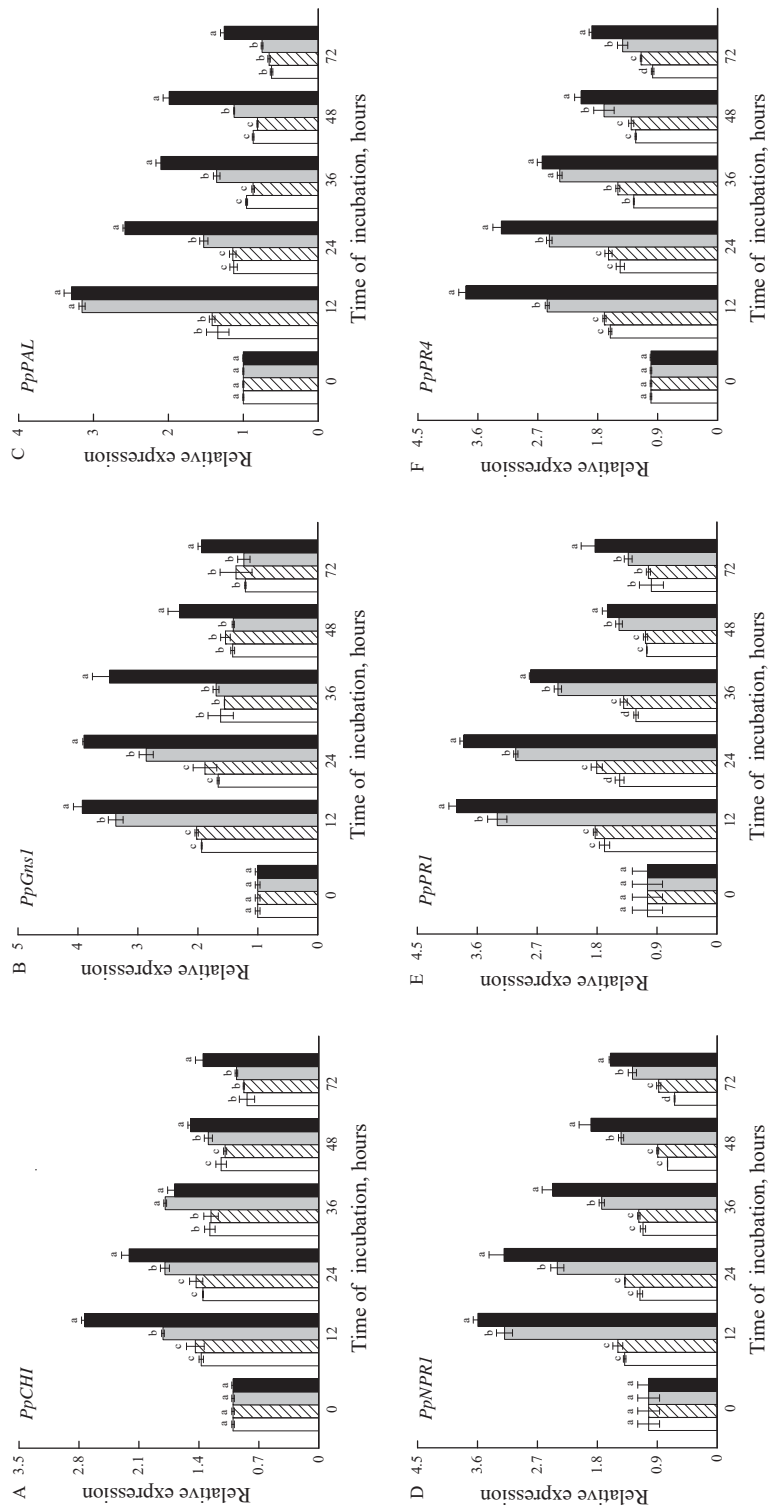 A
PpCHI
Relative expression
3.5
2.8
2.1
1.4
0.7
0
a a a a
c c b a
c c b a
b b a a
c c b a
b b b a
0 12 24 36 48 72
Time of incubation, hours
B
PpGns1
Relative expression
5
4
3
2
1
0
a a a a
c c b a
c c b a
b b b a
b b b a
b b b a
0 12 24 36 48 72
Time of incubation, hours
C
PpPAL
Relative expression
4
3
2
1
0
a a a a
b b a a
c c b a
c c b a
c c b a
b b b a
0 12 24 36 48 72
Time of incubation, hours
D
PpNPR1
Relative expression
4.5
3.6
2.7
1.8
0.9
0
a a a a
c c b a
c c b a
c c b a
c c b a
d c b a
0 12 24 36 48 72
Time of incubation, hours
E
PpPR1
Relative expression
4.5
3.6
2.7
1.8
0.9
0
a a a a
c c b a
d c b a
d c b a
c c b a
b b b a
0 12 24 36 48 72
Time of incubation, hours
F
PpPR4
Relative expression
4.5
3.6
2.7
1.8
0.9
0
a a a a
c c b a
c c b a
b b a a
c c b a
d c b a
0 12 24 36 48 72
Time of incubation, hours